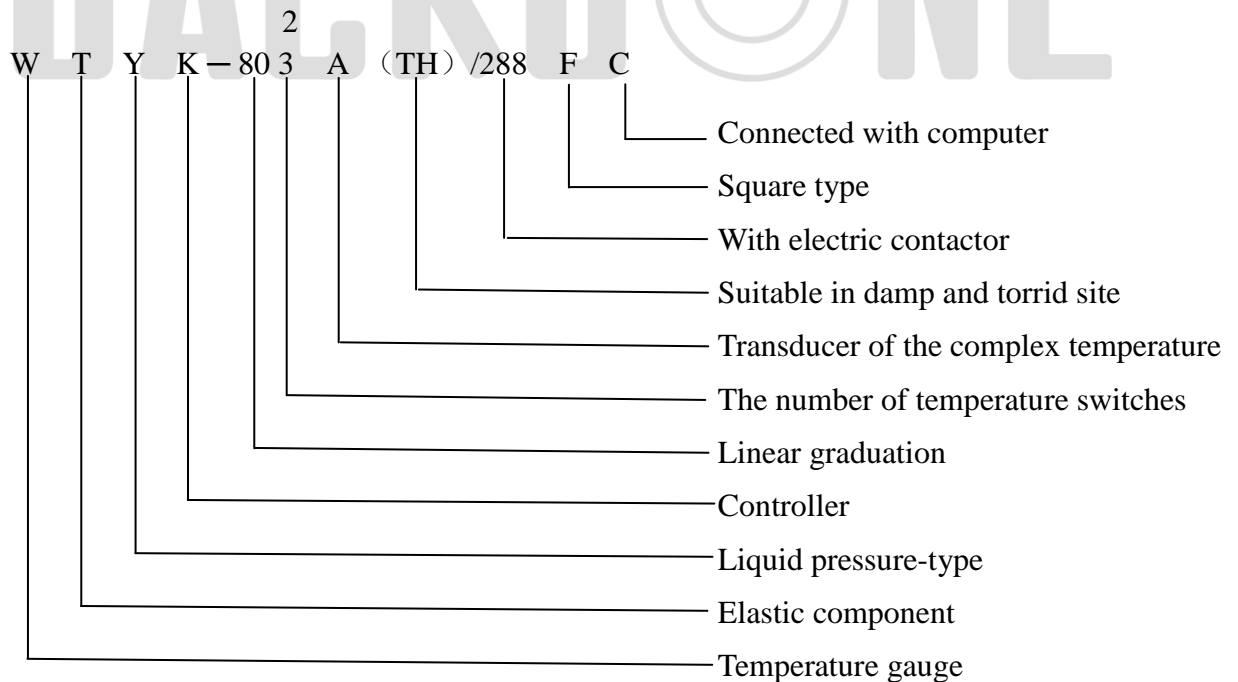 2
W T Y K－80 3 A （TH）/288 F C
Connected with computer
Square type
With electric contactor
Suitable in damp and torrid site
Transducer of the complex temperature
The number of temperature switches
Linear graduation
Controller
Liquid pressure-type
Elastic component
Temperature gauge